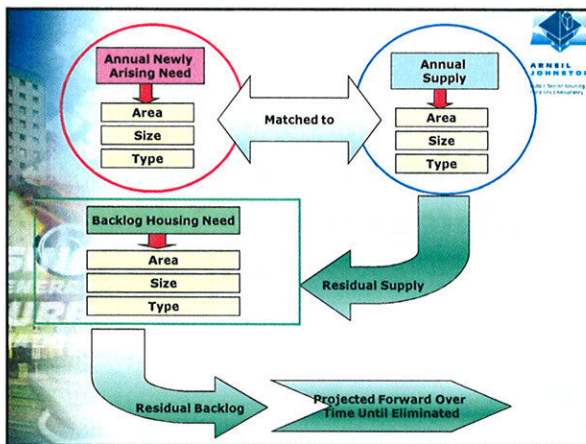 Annual Newly
Arising Need
Area
Size
Type
Matched to
Annual
Supply
Area
Size
Type
ARNEIL
JOHNSTON
Backlog Housing Need
Area
Size
Type
Residual Supply
Residual Backlog
Projected Forward Over
Time Until Eliminated